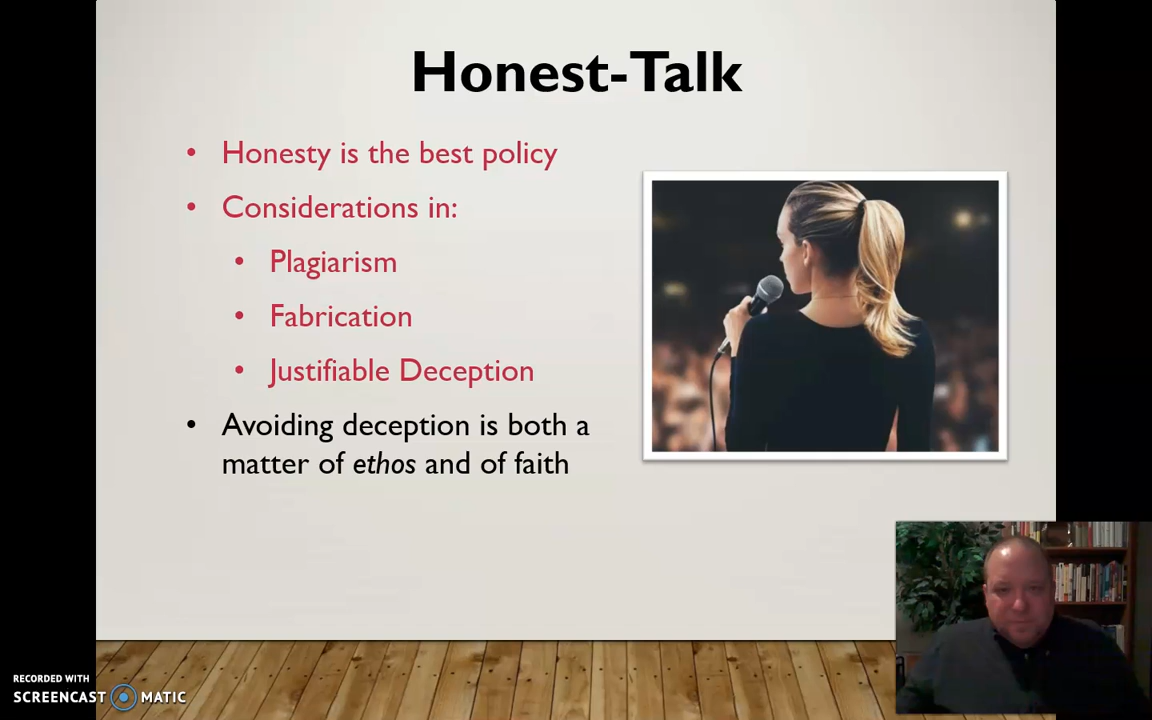 Honest-Talk
• Honesty is the best policy
• Considerations in:
• Plagiarism
• Fabrication
• Justifiable Deception
• Avoiding deception is both a
matter of ethos and of faith
RECORDED WITH
SCREENCAST MATIC